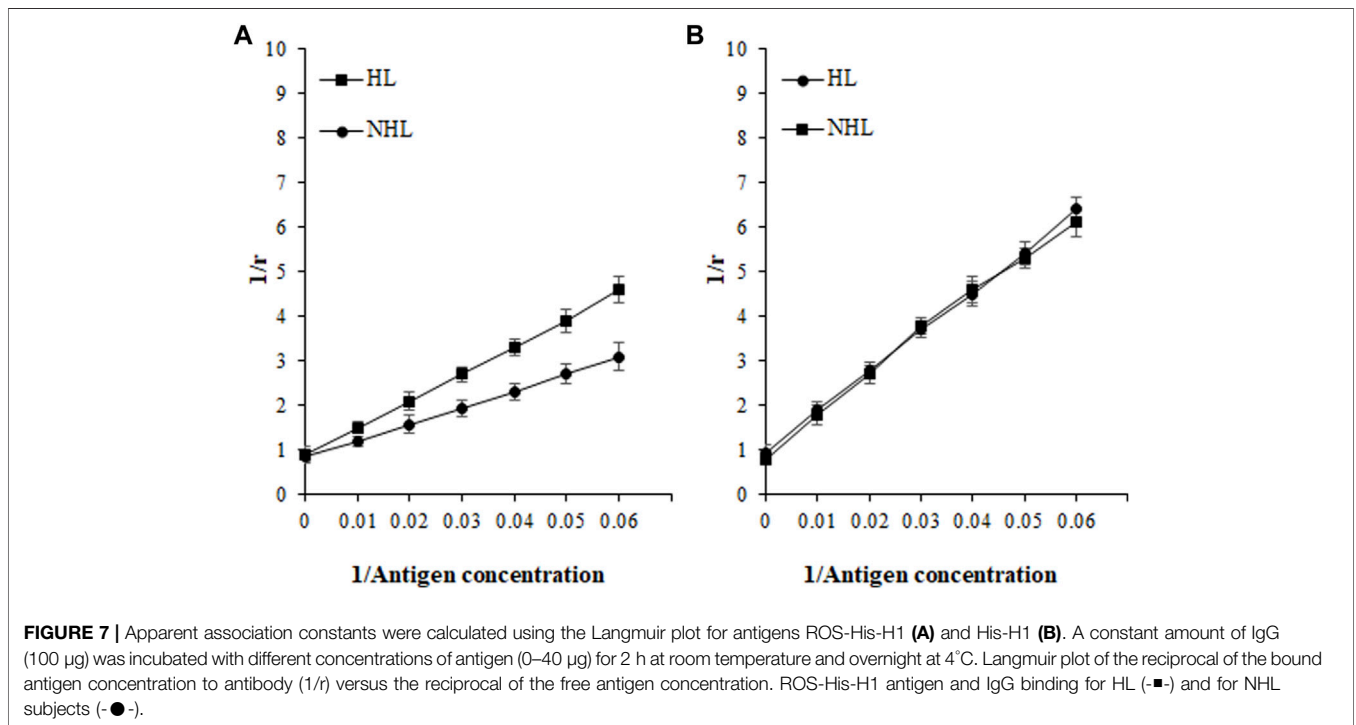 A
10
9
8
7
6
5
4
3
2
1
0
1/r
HL
NHL
0 0.01 0.02 0.03 0.04 0.05 0.06
1/Antigen concentration
B
10
9
8
7
6
5
4
3
2
1
0
1/r
HL
NHL
0 0.01 0.02 0.03 0.04 0.05 0.06
1/Antigen concentration
FIGURE 7 | Apparent association constants were calculated using the Langmuir plot for antigens ROS-His-H1 (A) and His-H1 (B). A constant amount of IgG
(100 µg) was incubated with different concentrations of antigen (0–40 µg) for 2 h at room temperature and overnight at 4°C. Langmuir plot of the reciprocal of the bound
antigen concentration to antibody (1/r) versus the reciprocal of the free antigen concentration. ROS-His-H1 antigen and IgG binding for HL (-■-) and for NHL
subjects (-●-).